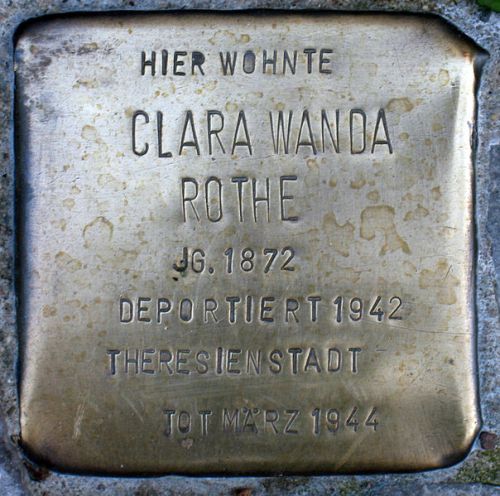 HIER WOHNTE
CLARA WANDA
ROTHE
JG. 1872
DEPORTIERT 1942
THERESIENSTADT
TOT MÄRZ 1944